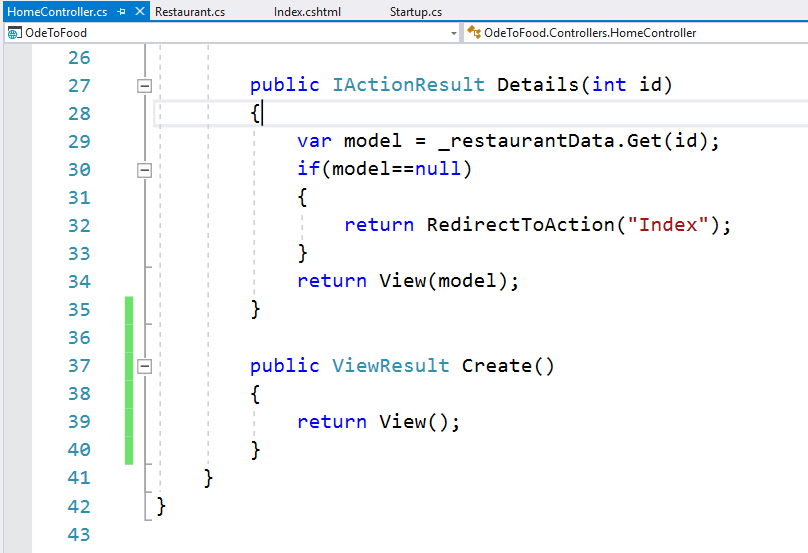 HomeController.cs Restaurant.cs Index.cshtml Startup.cs
OdeToFood OdeToFood.Controllers.HomeController
26
27 public IActionResult Details(int id)
28 {
29 var model = _restaurantData.Get(id);
30 if(model==null)
31 {
32 return RedirectToAction("Index");
33 }
34 return View(model);
35 }
36
37 public ViewResult Create()
38 {
39 return View();
40 }
41 }
42 }
43